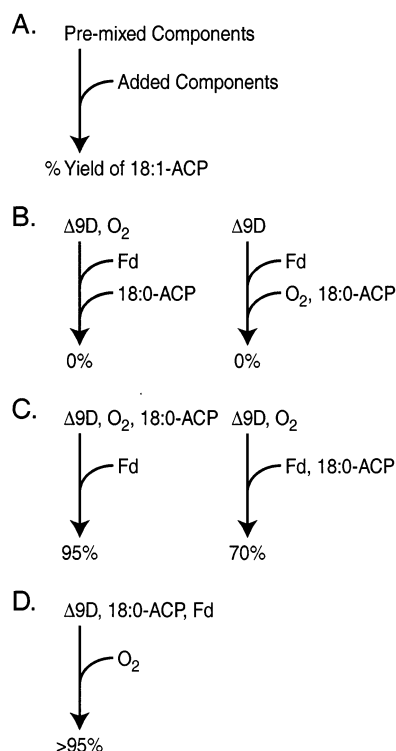 A.
Pre-mixed Components
Added Components
% Yield of 18:1-ACP
B.
Δ9D, O₂
Fd
18:0-ACP
0%
Δ9D
Fd
O₂, 18:0-ACP
0%
C.
Δ9D, O₂, 18:0-ACP
Fd
95%
Δ9D, O₂
Fd, 18:0-ACP
70%
D.
Δ9D, 18:0-ACP, Fd
O₂
>95%